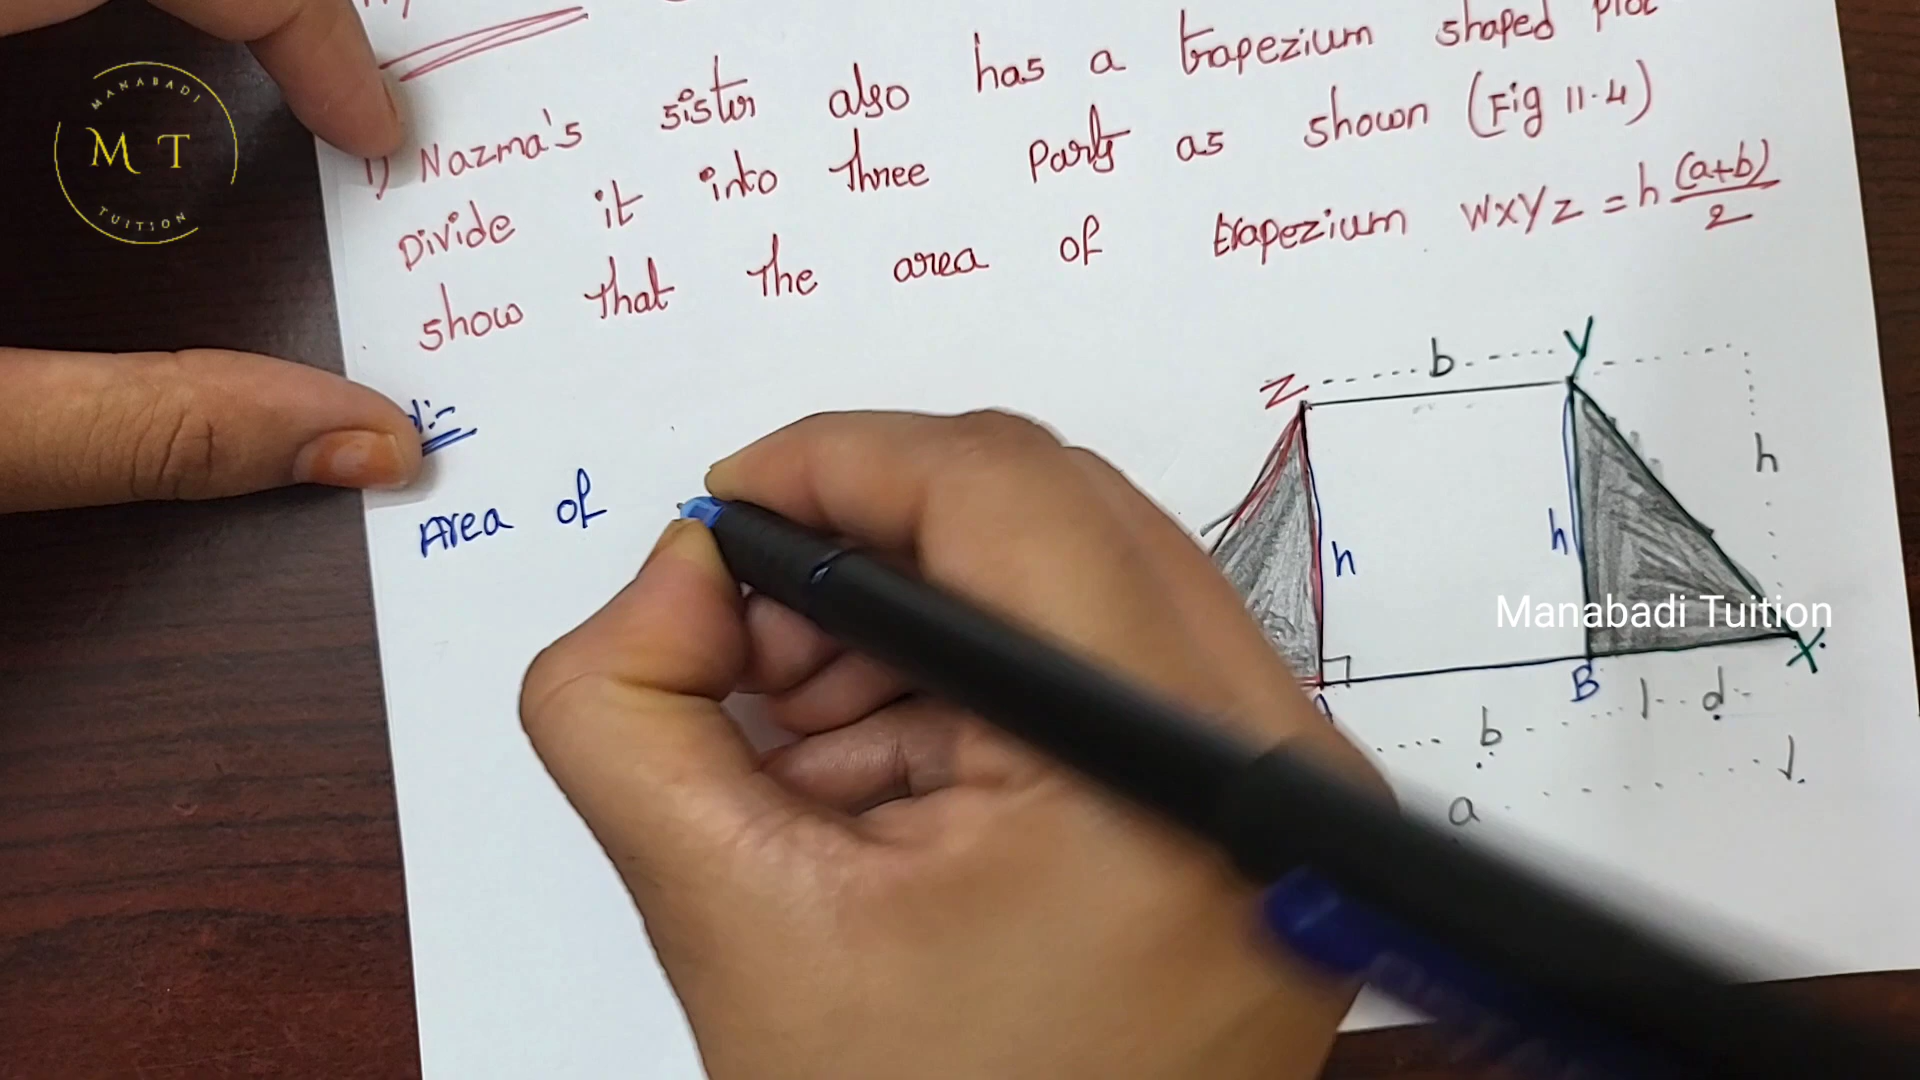 MANABADI
M T
TUITION
1) Nazma's sister also has a trapezium shaped plot
Divide it into three parts as shown (Fig 11.4)
show that the area of trapezium WXYZ = h (a+b)/2
Area of
Z b Y
h
h
h
Manabadi Tuition
X
B
b d
a